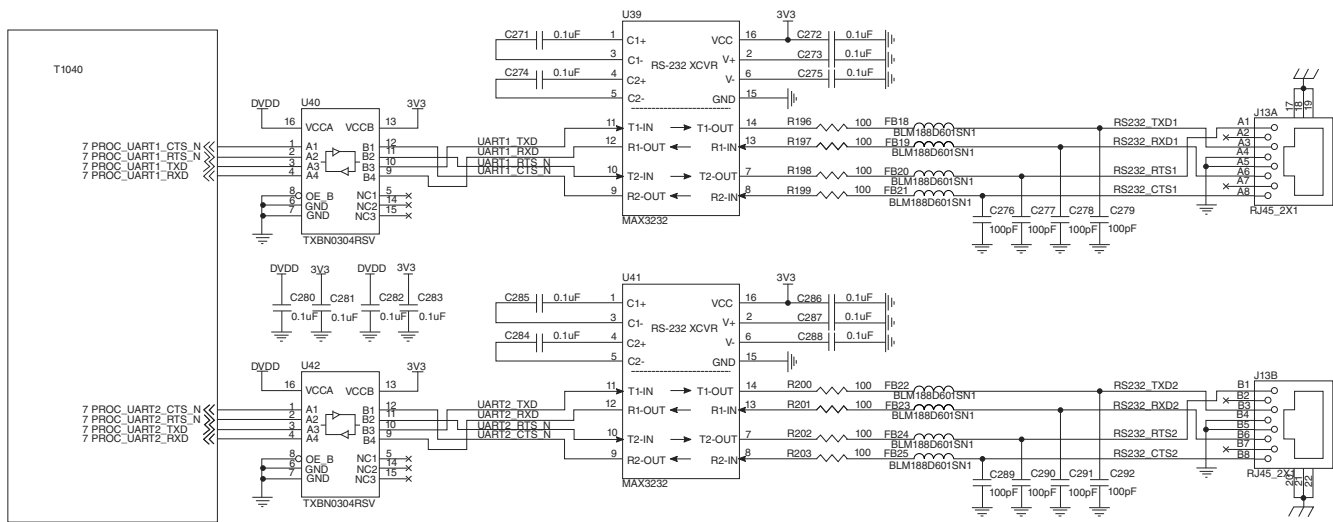 T1040
7 PROC_UART1_CTS_N
7 PROC_UART1_RTS_N
7 PROC_UART1_TXD
7 PROC_UART1_RXD
DVDD U40 3V3
16 VCCA VCCB 13
1 A1 B1 12
2 A2 B2 11
3 A3 B3 10
4 A4 B4 9
8 OE_B NC1 5
6 GND NC2 14
7 GND NC3 15
TXBN0304RSV
UART1_TXD
UART1_RXD
UART1_RTS_N
UART1_CTS_N
U39 3V3
C271 0.1uF 1 C1+ VCC 16 C272 0.1uF
3 C1- V+ 2 C273 0.1uF
C274 0.1uF 4 C2+ V- 6 C275 0.1uF
5 C2- GND 15
RS-232 XCVR
11 T1-IN T1-OUT 14 R196 100 FB18 BLM188D601SN1 RS232_TXD1
12 R1-OUT R1-IN 13 R197 100 FB19 BLM188D601SN1 RS232_RXD1
10 T2-IN T2-OUT 7 R198 100 FB20 BLM188D601SN1 RS232_RTS1
9 R2-OUT R2-IN 8 R199 100 FB21 BLM188D601SN1 RS232_CTS1
MAX3232
C276 C277 C278 C279
100pF 100pF 100pF 100pF
17 18 19
J13A
A1
A2
A3
A4
A5
A6
A7
A8
RJ45_2X1
DVDD 3V3 DVDD 3V3
C280 C281 C282 C283
0.1uF 0.1uF 0.1uF 0.1uF
7 PROC_UART2_CTS_N
7 PROC_UART2_RTS_N
7 PROC_UART2_TXD
7 PROC_UART2_RXD
DVDD U42 3V3
16 VCCA VCCB 13
1 A1 B1 12
2 A2 B2 11
3 A3 B3 10
4 A4 B4 9
8 OE_B NC1 5
6 GND NC2 14
7 GND NC3 15
TXBN0304RSV
UART2_TXD
UART2_RXD
UART2_RTS_N
UART2_CTS_N
U41 3V3
C285 0.1uF 1 C1+ VCC 16 C286 0.1uF
3 C1- V+ 2 C287 0.1uF
C284 0.1uF 4 C2+ V- 6 C288 0.1uF
5 C2- GND 15
RS-232 XCVR
11 T1-IN T1-OUT 14 R200 100 FB22 BLM188D601SN1 RS232_TXD2
12 R1-OUT R1-IN 13 R201 100 FB23 BLM188D601SN1 RS232_RXD2
10 T2-IN T2-OUT 7 R202 100 FB24 BLM188D601SN1 RS232_RTS2
9 R2-OUT R2-IN 8 R203 100 FB25 BLM188D601SN1 RS232_CTS2
MAX3232
C289 C290 C291 C292
100pF 100pF 100pF 100pF
J13B
B1
B2
B3
B4
B5
B6
B7
B8
RJ45_2X1
20 21 22